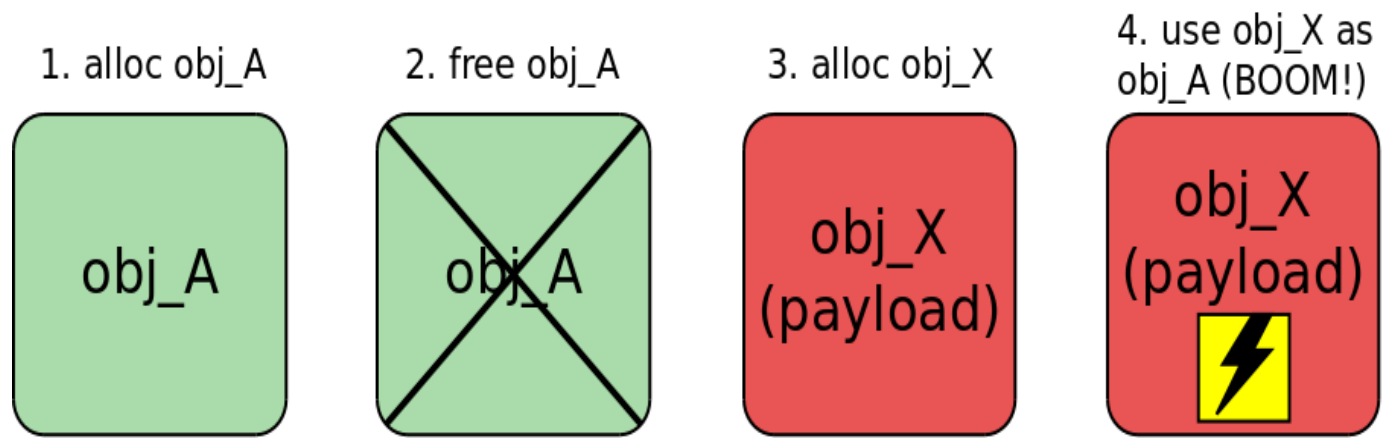 1. alloc obj_A
2. free obj_A
3. alloc obj_X
4. use obj_X as
obj_A (BOOM!)
obj_A
obj_A
obj_X
(payload)
obj_X
(payload)